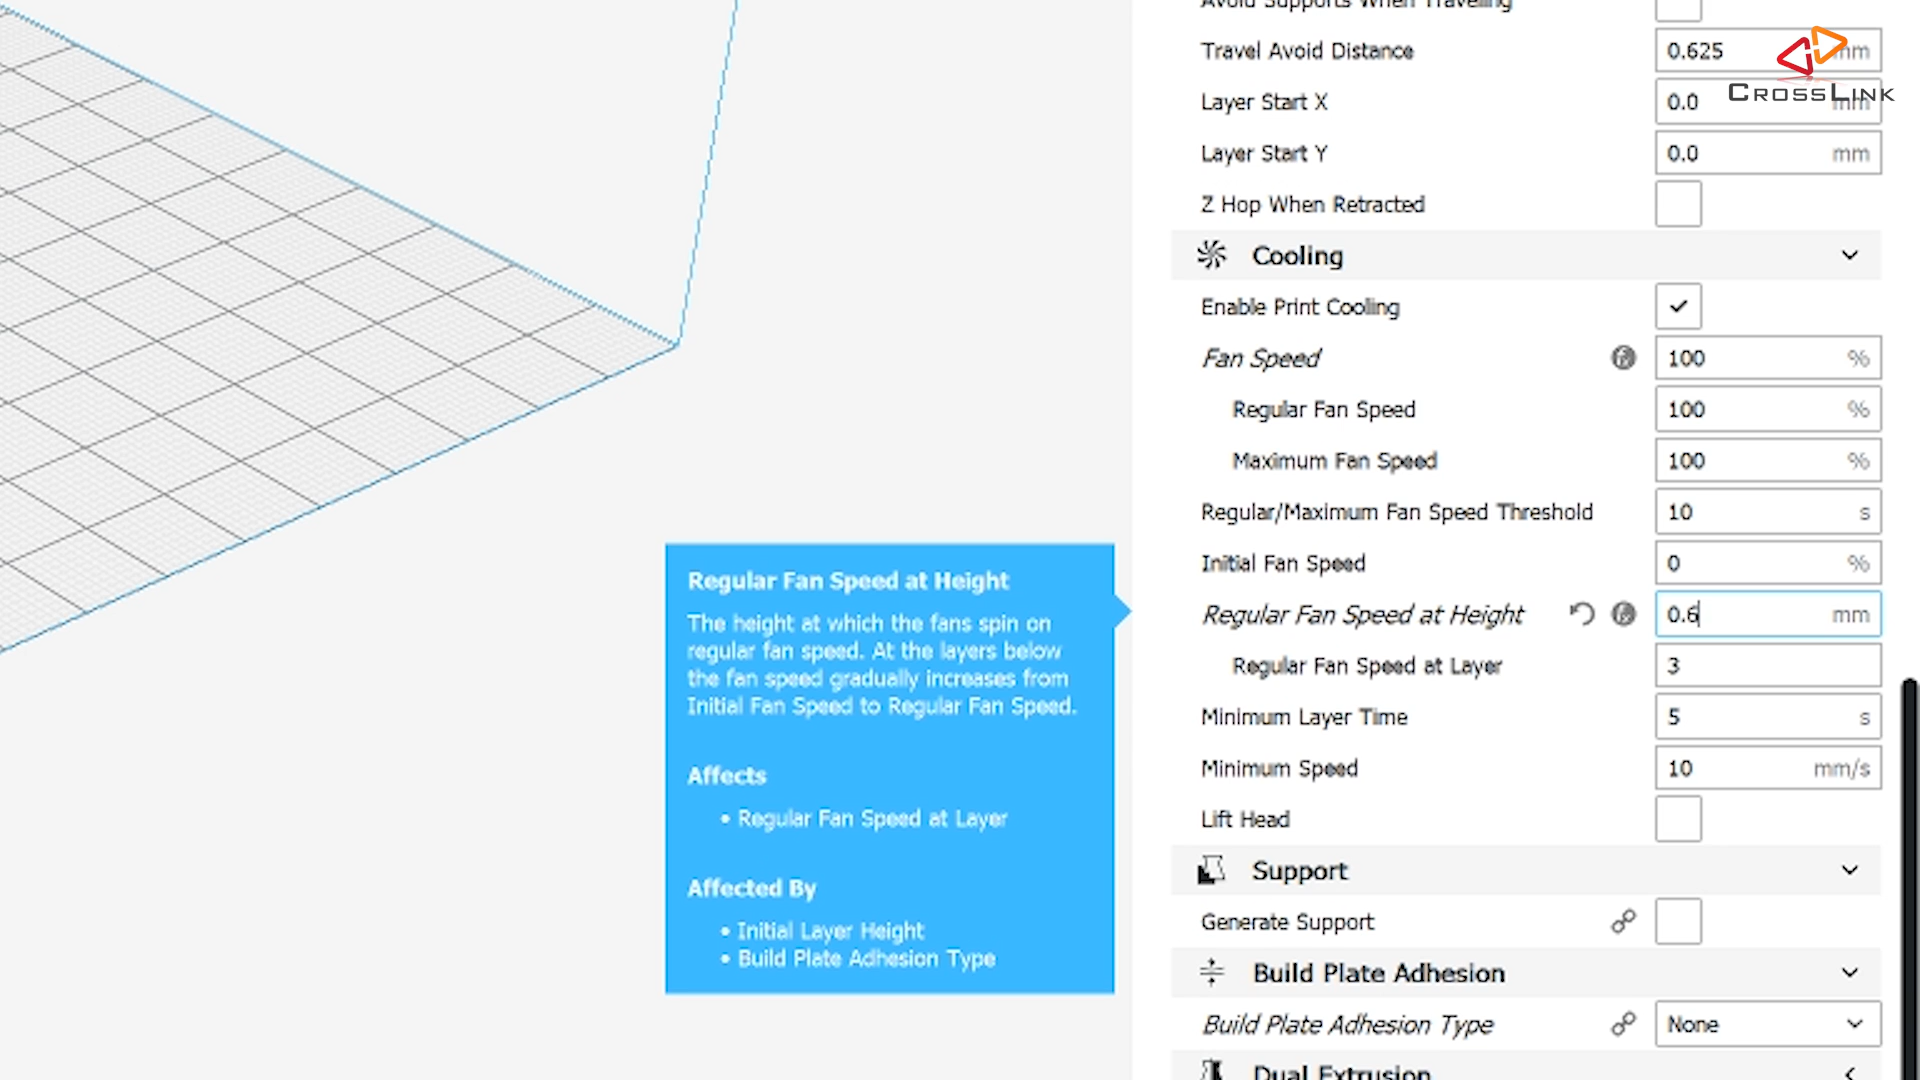 Avoid Supports When Traveling
Travel Avoid Distance 0.625 mm
CROSSLINK
Layer Start X 0.0 mm
Layer Start Y 0.0 mm
Z Hop When Retracted
Cooling
Enable Print Cooling
Fan Speed 100 %
Regular Fan Speed 100 %
Maximum Fan Speed 100 %
Regular/Maximum Fan Speed Threshold 10 s
Initial Fan Speed 0 %
Regular Fan Speed at Height 0.6 mm
Regular Fan Speed at Layer 3
Minimum Layer Time 5 s
Minimum Speed 10 mm/s
Lift Head
Support
Generate Support
Build Plate Adhesion
Build Plate Adhesion Type None
Dual Extrusion
Regular Fan Speed at Height
The height at which the fans spin on
regular fan speed. At the layers below
the fan speed gradually increases from
Initial Fan Speed to Regular Fan Speed.
Affects
• Regular Fan Speed at Layer
Affected By
• Initial Layer Height
• Build Plate Adhesion Type